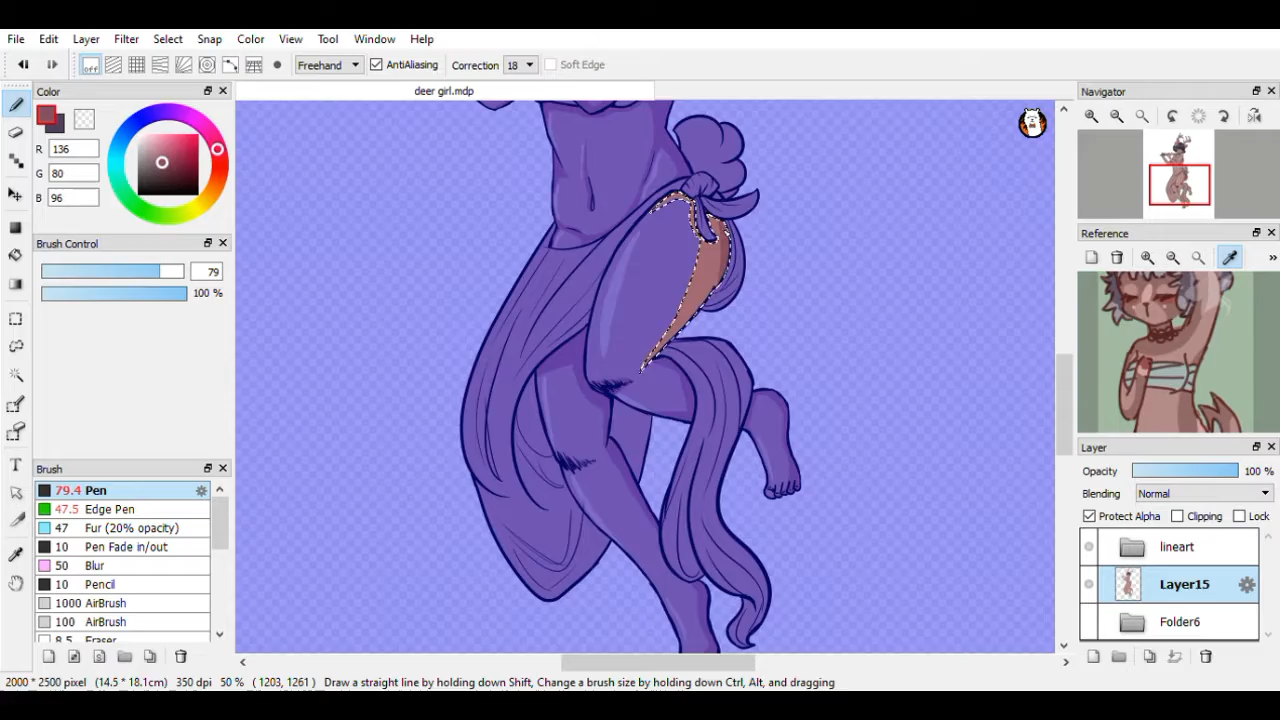 File Edit Layer Filter Select Snap Color View Tool Window Help
off Freehand AntiAliasing Correction 18 Soft Edge
Color
deer girl.mdp
Navigator
R 136
G 80
B 96
Brush Control
79
100 %
Reference
»
Layer
Opacity 100 %
Blending Normal
Protect Alpha Clipping Lock
lineart
Layer15
Folder6
Brush
79.4 Pen
47.5 Edge Pen
47 Fur (20% opacity)
10 Pen Fade in/out
50 Blur
10 Pencil
1000 AirBrush
100 AirBrush
8.5 Eraser
T
2000 * 2500 pixel (14.5 * 18.1cm) 350 dpi 50 % ( 1203, 1261 ) Draw a straight line by holding down Shift, Change a brush size by holding down Ctrl, Alt, and dragging